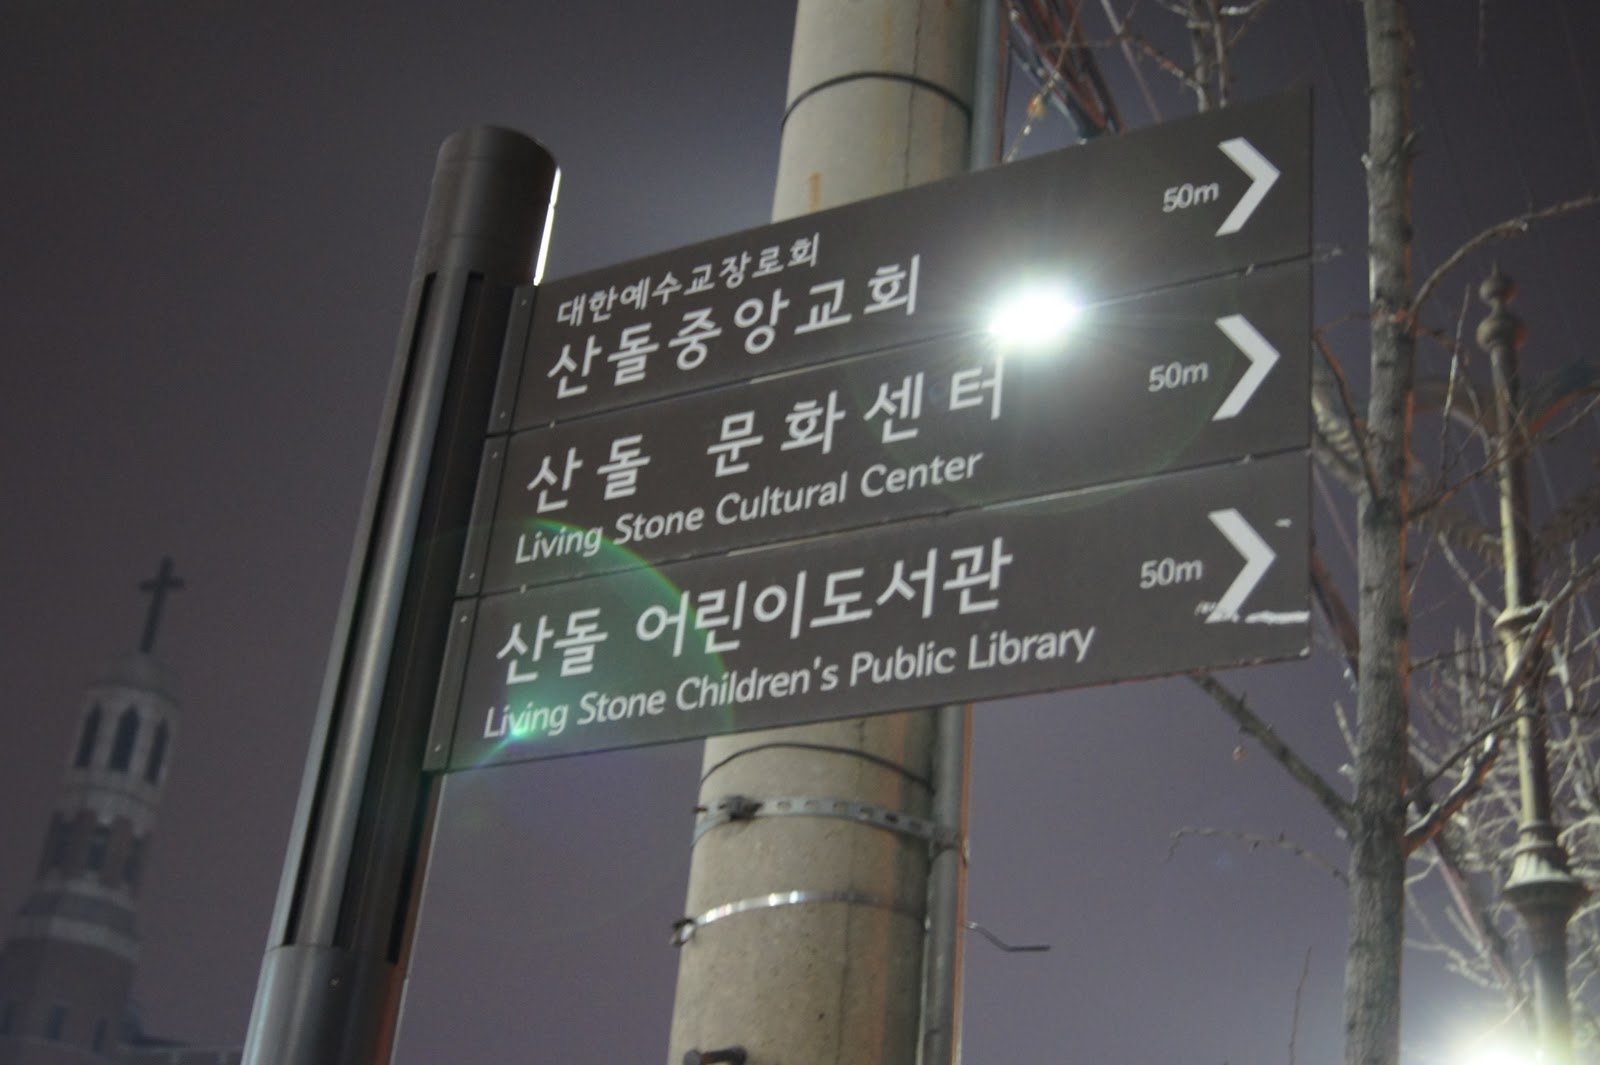 대한예수교장로회
산돌중앙교회
50m
산돌 문화센터
Living Stone Cultural Center
50m
산돌 어린이도서관
Living Stone Children's Public Library
50m